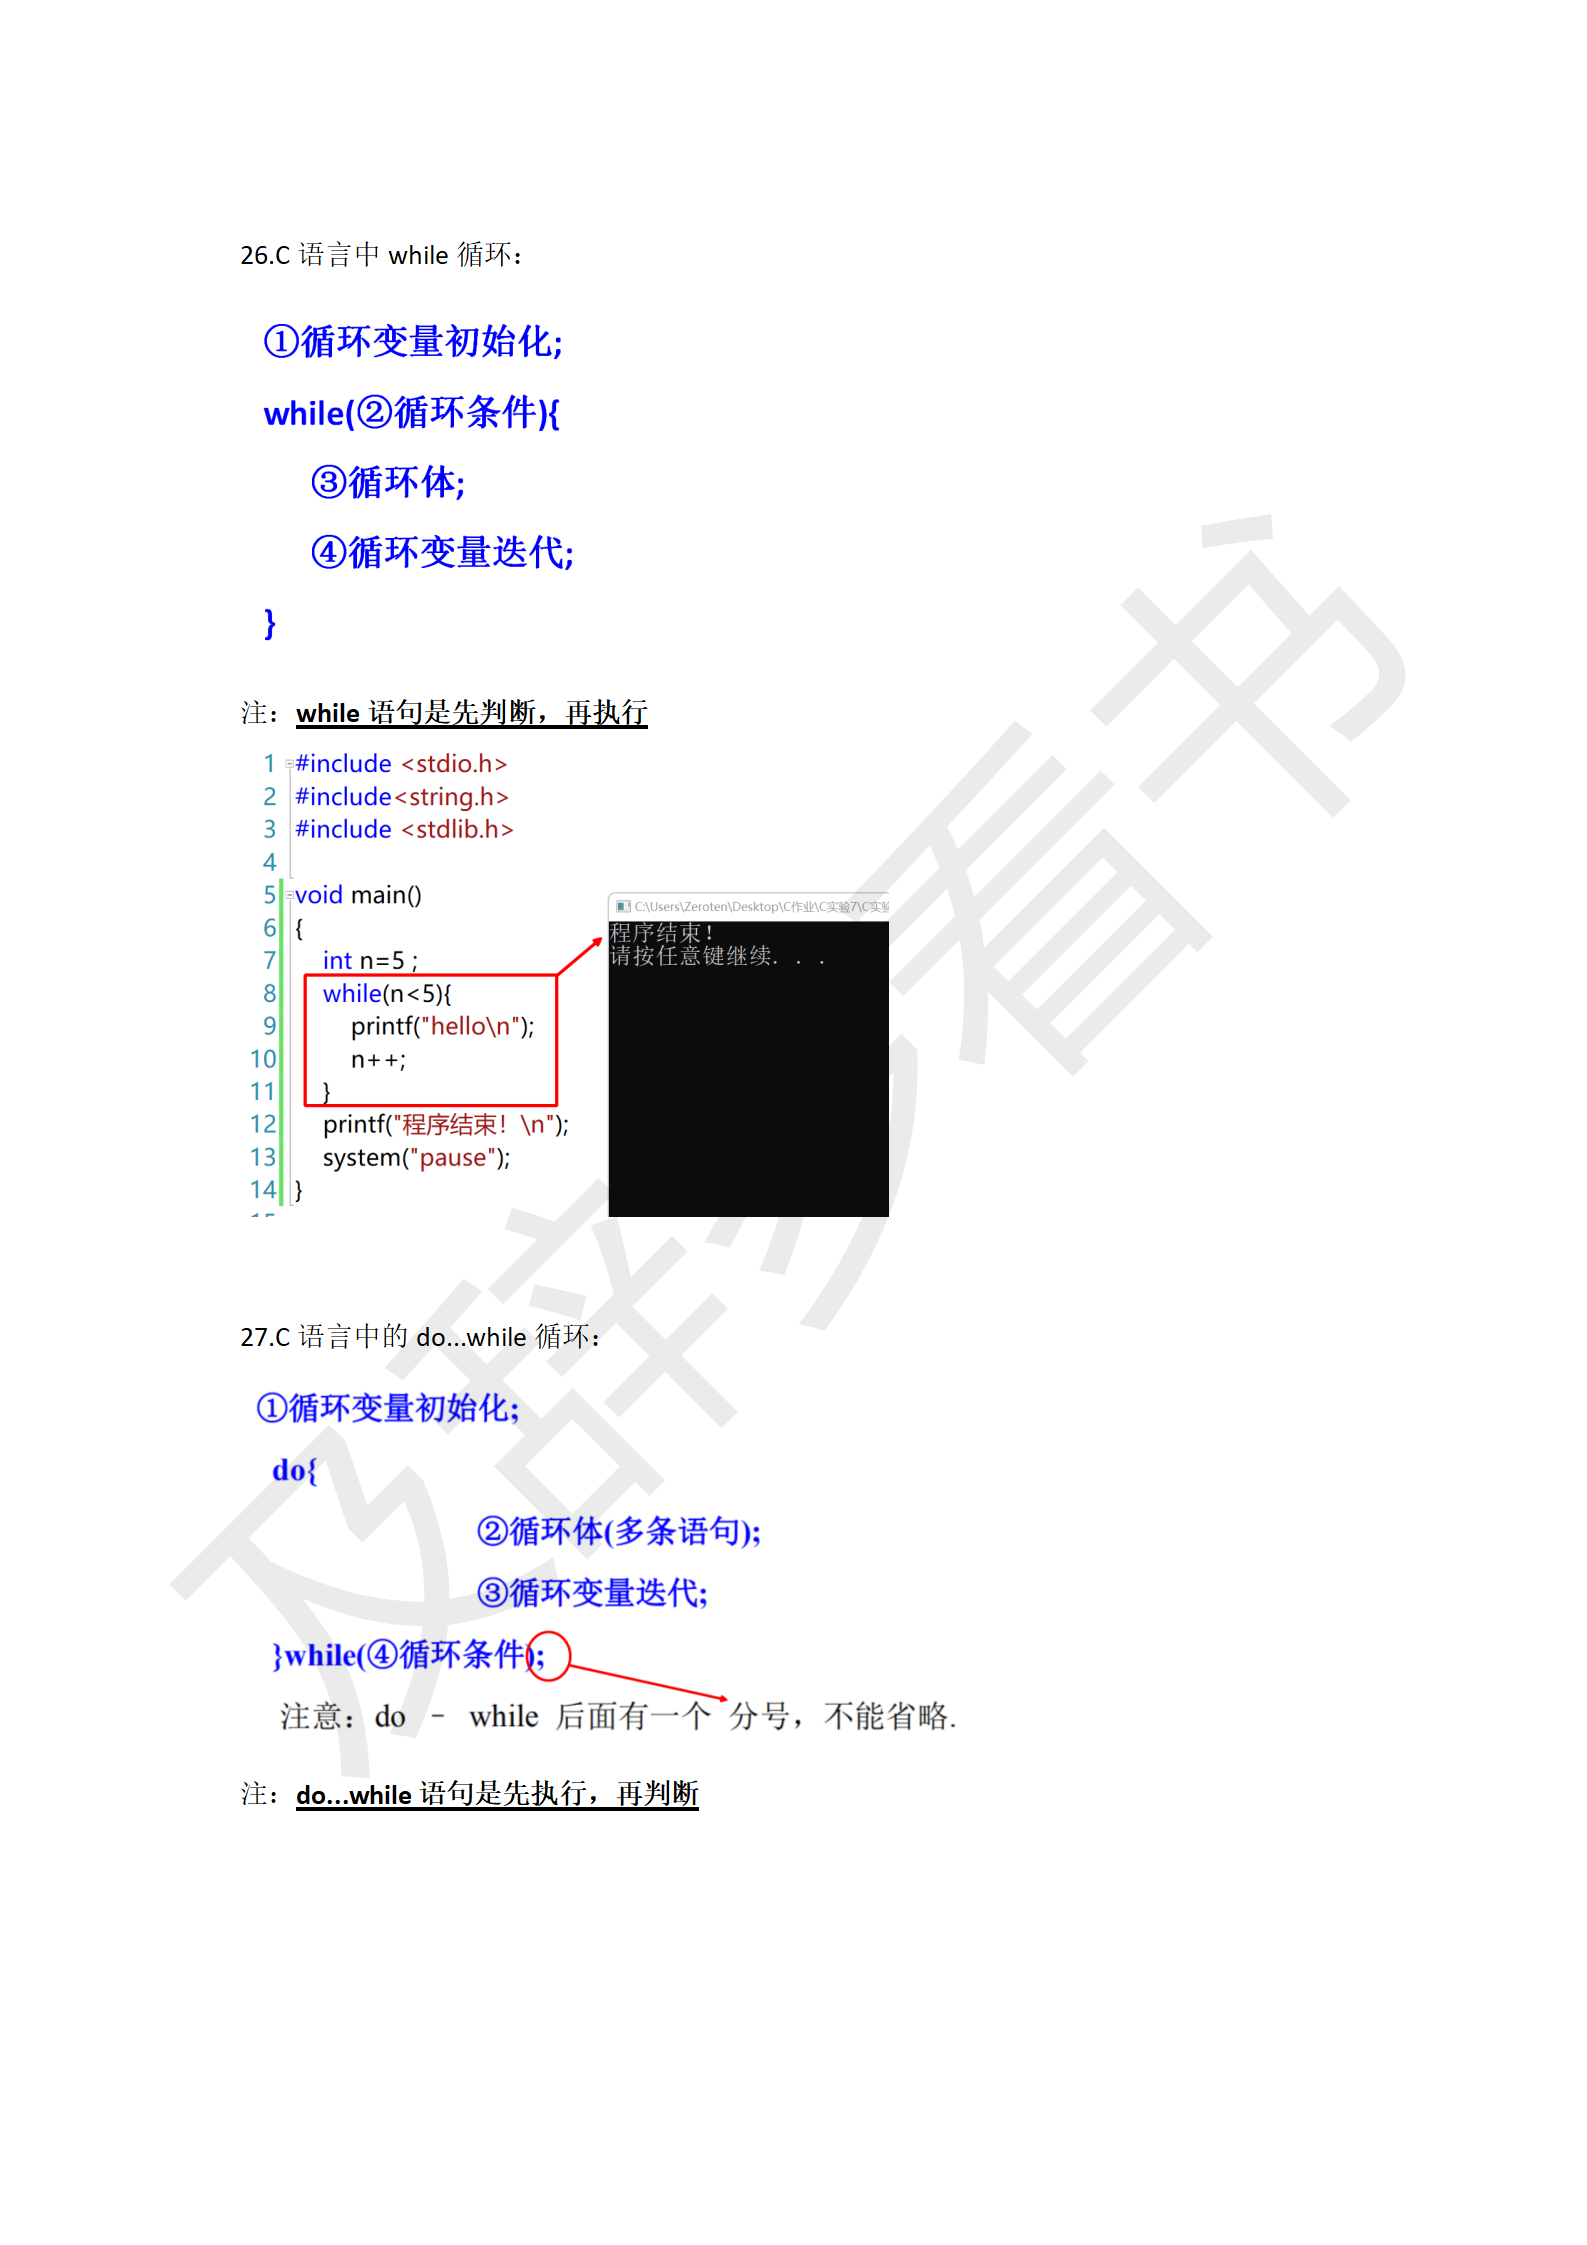 26.C 语言中 while 循环：
①循环变量初始化;
while(②循环条件){
③循环体;
④循环变量迭代;
}
注：while 语句是先判断，再执行
1 #include <stdio.h>
2 #include<string.h>
3 #include <stdlib.h>
4
5 void main()
6 {
7 int n=5 ;
8 while(n<5){
9 printf("hello\n");
10 n++;
11 }
12 printf("程序结束！\n");
13 system("pause");
14 }
C:\Users\Zeroten\Desktop\C作业\C实验7\C实验
程序结束！
请按任意键继续. . .
27.C 语言中的 do...while 循环：
①循环变量初始化;
do{
②循环体(多条语句);
③循环变量迭代;
}while(④循环条件);
注意：do － while 后面有一个 分号，不能省略.
注：do...while 语句是先执行，再判断
及辞多看书